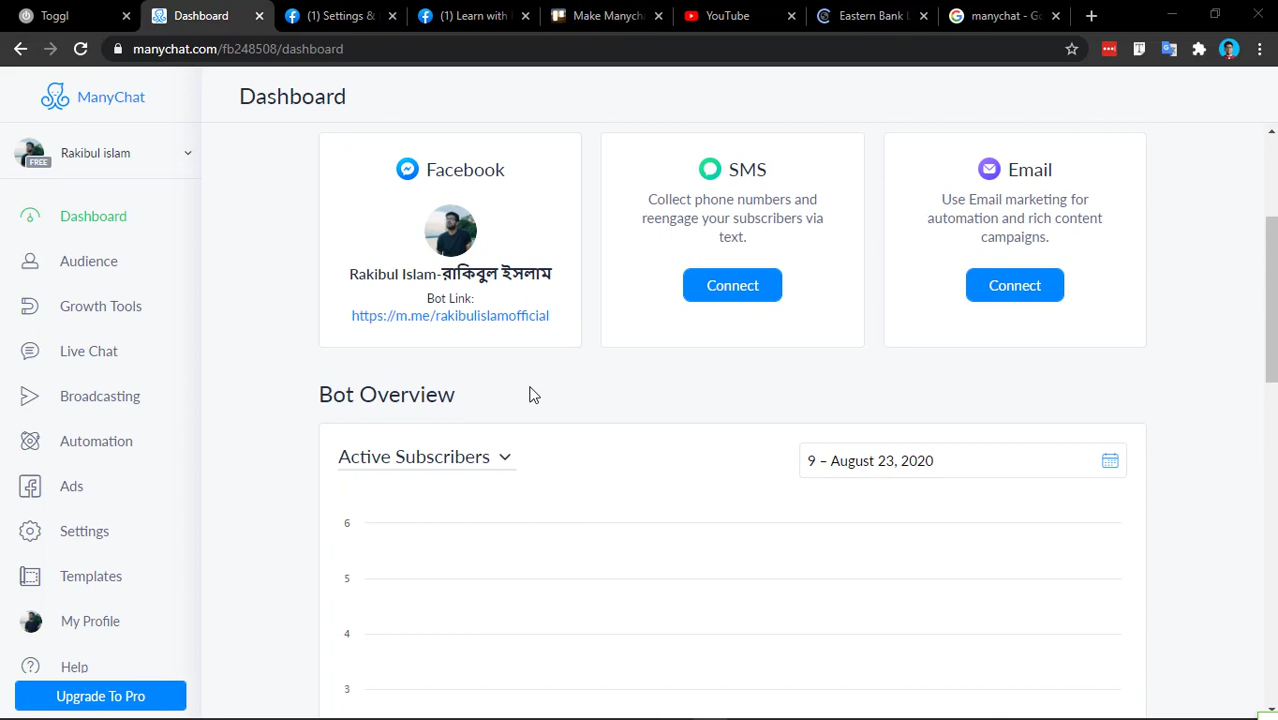 Toggl
Dashboard
(1) Settings &
(1) Learn with
Make Manych
YouTube
Eastern Bank L
manychat - Go
manychat.com/fb248508/dashboard
ManyChat
Dashboard
Rakibul islam
FREE
Dashboard
Audience
Growth Tools
Live Chat
Broadcasting
Automation
Ads
Settings
Templates
My Profile
Help
Upgrade To Pro
Facebook
Rakibul Islam-রাকিবুল ইসলাম
Bot Link:
https://m.me/rakibulislamofficial
SMS
Collect phone numbers and
reengage your subscribers via
text.
Connect
Email
Use Email marketing for
automation and rich content
campaigns.
Connect
Bot Overview
Active Subscribers
9 – August 23, 2020
6
5
4
3